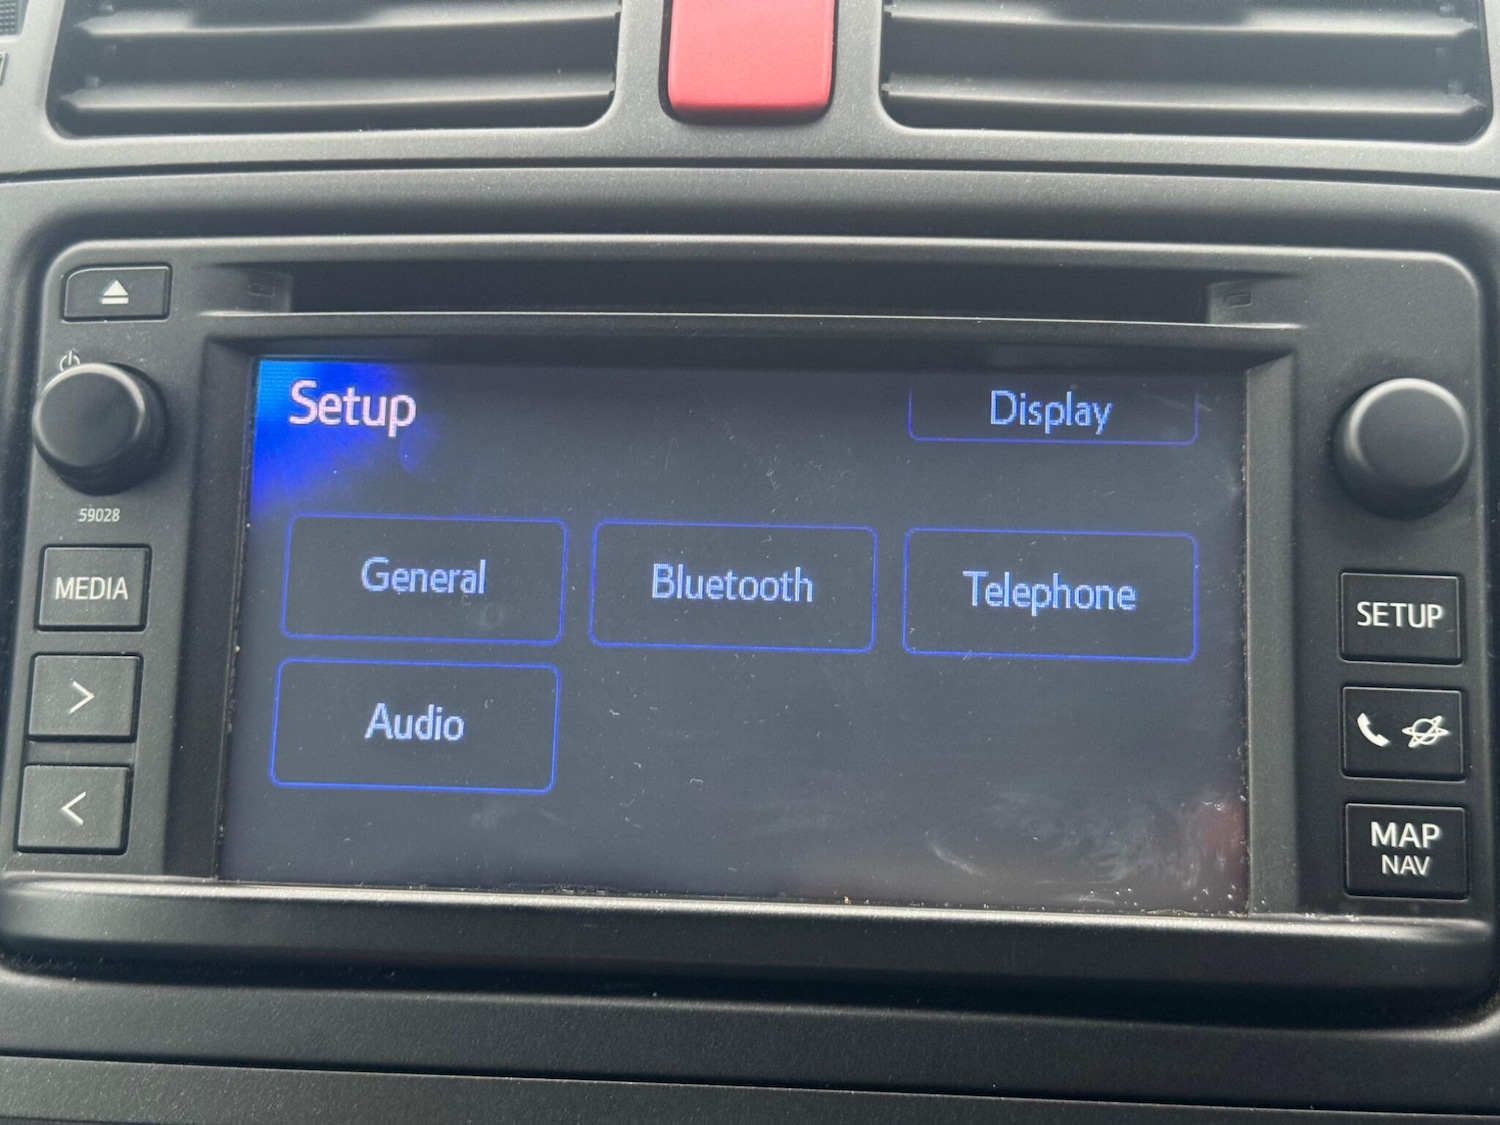 Setup
Display
59028
General
Bluetooth
Telephone
MEDIA
SETUP
Audio
>
<
MAP
NAV